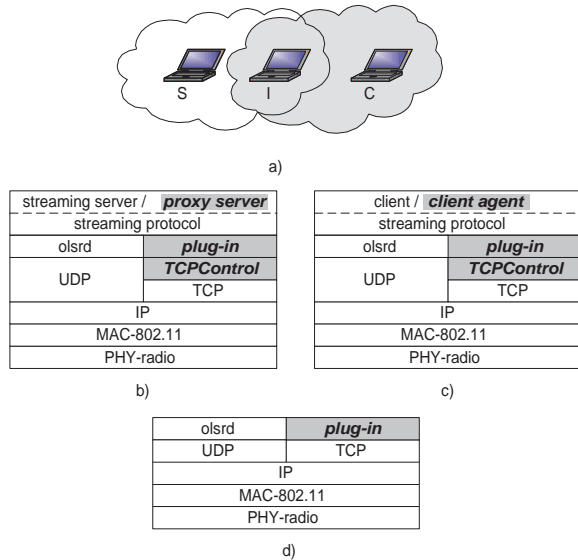 S I C
a)
streaming server / proxy server
streaming protocol
olsrd plug-in
UDP TCPControl
TCP
IP
MAC-802.11
PHY-radio
b)
client / client agent
streaming protocol
olsrd plug-in
UDP TCPControl
TCP
IP
MAC-802.11
PHY-radio
c)
olsrd plug-in
UDP TCP
IP
MAC-802.11
PHY-radio
d)